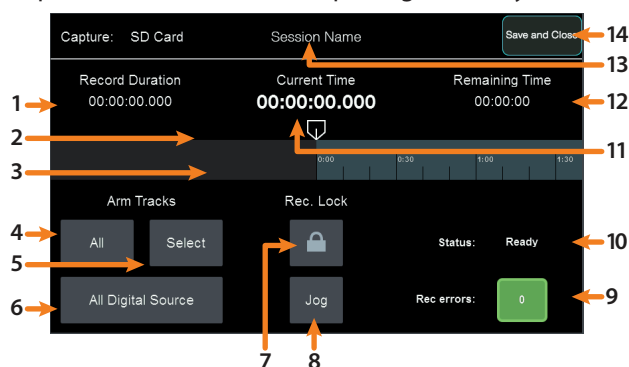 Capture: SD Card Session Name Save and Close 14
13
Record Duration Current Time Remaining Time
1 00:00:00.000 00:00:00.000 00:00:00 12
2 11
3 0:00 0:30 1:00 1:30
Arm Tracks Rec. Lock
4 All Select Status: Ready 10
5
6 All Digital Source Jog Rec errors: 0 9
7 8